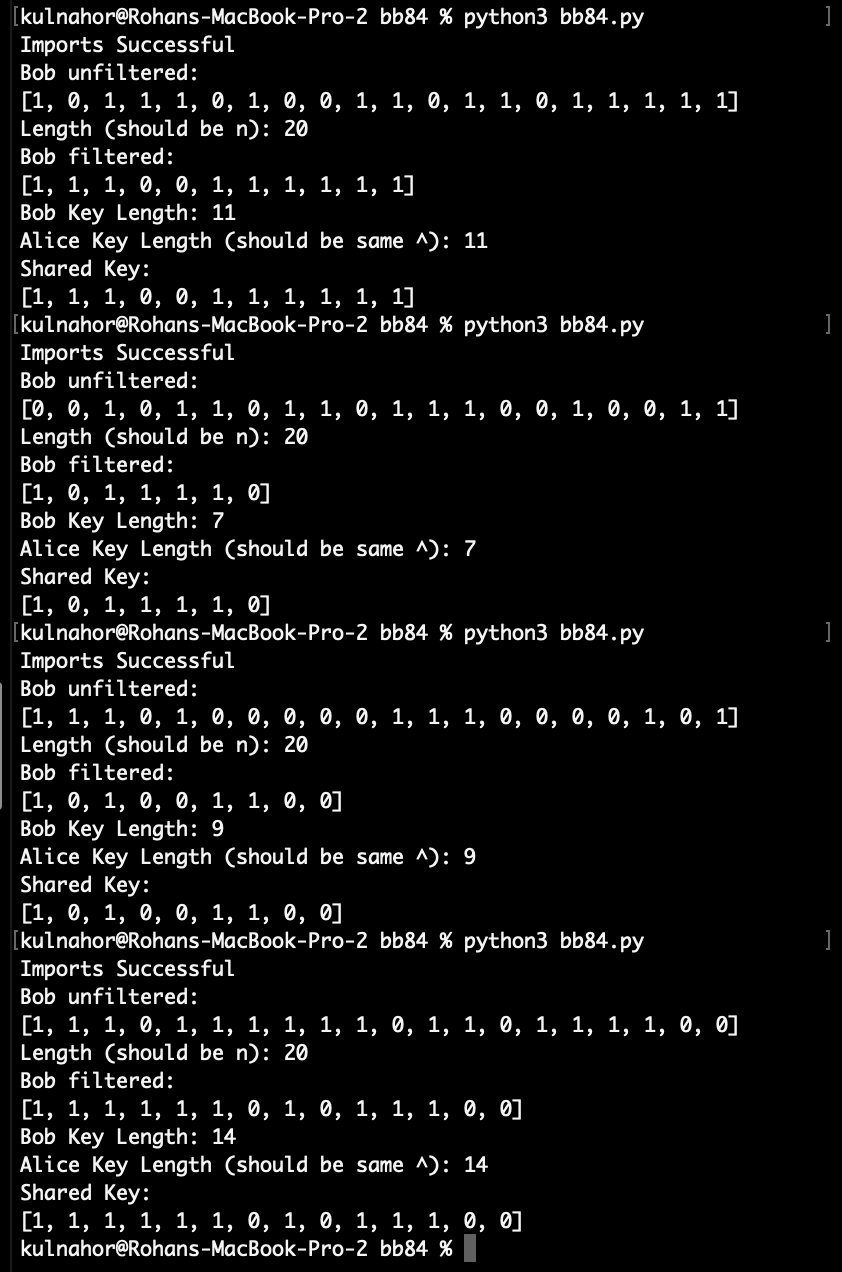 [kulnahor@Rohans-MacBook-Pro-2 bb84 % python3 bb84.py ]
Imports Successful
Bob unfiltered:
[1, 0, 1, 1, 1, 0, 1, 0, 0, 1, 1, 0, 1, 1, 0, 1, 1, 1, 1, 1]
Length (should be n): 20
Bob filtered:
[1, 1, 1, 0, 0, 1, 1, 1, 1, 1, 1]
Bob Key Length: 11
Alice Key Length (should be same ^): 11
Shared Key:
[1, 1, 1, 0, 0, 1, 1, 1, 1, 1, 1]
[kulnahor@Rohans-MacBook-Pro-2 bb84 % python3 bb84.py ]
Imports Successful
Bob unfiltered:
[0, 0, 1, 0, 1, 1, 0, 1, 1, 0, 1, 1, 1, 0, 0, 1, 0, 0, 1, 1]
Length (should be n): 20
Bob filtered:
[1, 0, 1, 1, 1, 1, 0]
Bob Key Length: 7
Alice Key Length (should be same ^): 7
Shared Key:
[1, 0, 1, 1, 1, 1, 0]
[kulnahor@Rohans-MacBook-Pro-2 bb84 % python3 bb84.py ]
Imports Successful
Bob unfiltered:
[1, 1, 1, 0, 1, 0, 0, 0, 0, 0, 1, 1, 1, 0, 0, 0, 0, 1, 0, 1]
Length (should be n): 20
Bob filtered:
[1, 0, 1, 0, 0, 1, 1, 0, 0]
Bob Key Length: 9
Alice Key Length (should be same ^): 9
Shared Key:
[1, 0, 1, 0, 0, 1, 1, 0, 0]
[kulnahor@Rohans-MacBook-Pro-2 bb84 % python3 bb84.py ]
Imports Successful
Bob unfiltered:
[1, 1, 1, 0, 1, 1, 1, 1, 1, 1, 0, 1, 1, 0, 1, 1, 1, 1, 0, 0]
Length (should be n): 20
Bob filtered:
[1, 1, 1, 1, 1, 1, 0, 1, 0, 1, 1, 1, 0, 0]
Bob Key Length: 14
Alice Key Length (should be same ^): 14
Shared Key:
[1, 1, 1, 1, 1, 1, 0, 1, 0, 1, 1, 1, 0, 0]
kulnahor@Rohans-MacBook-Pro-2 bb84 %